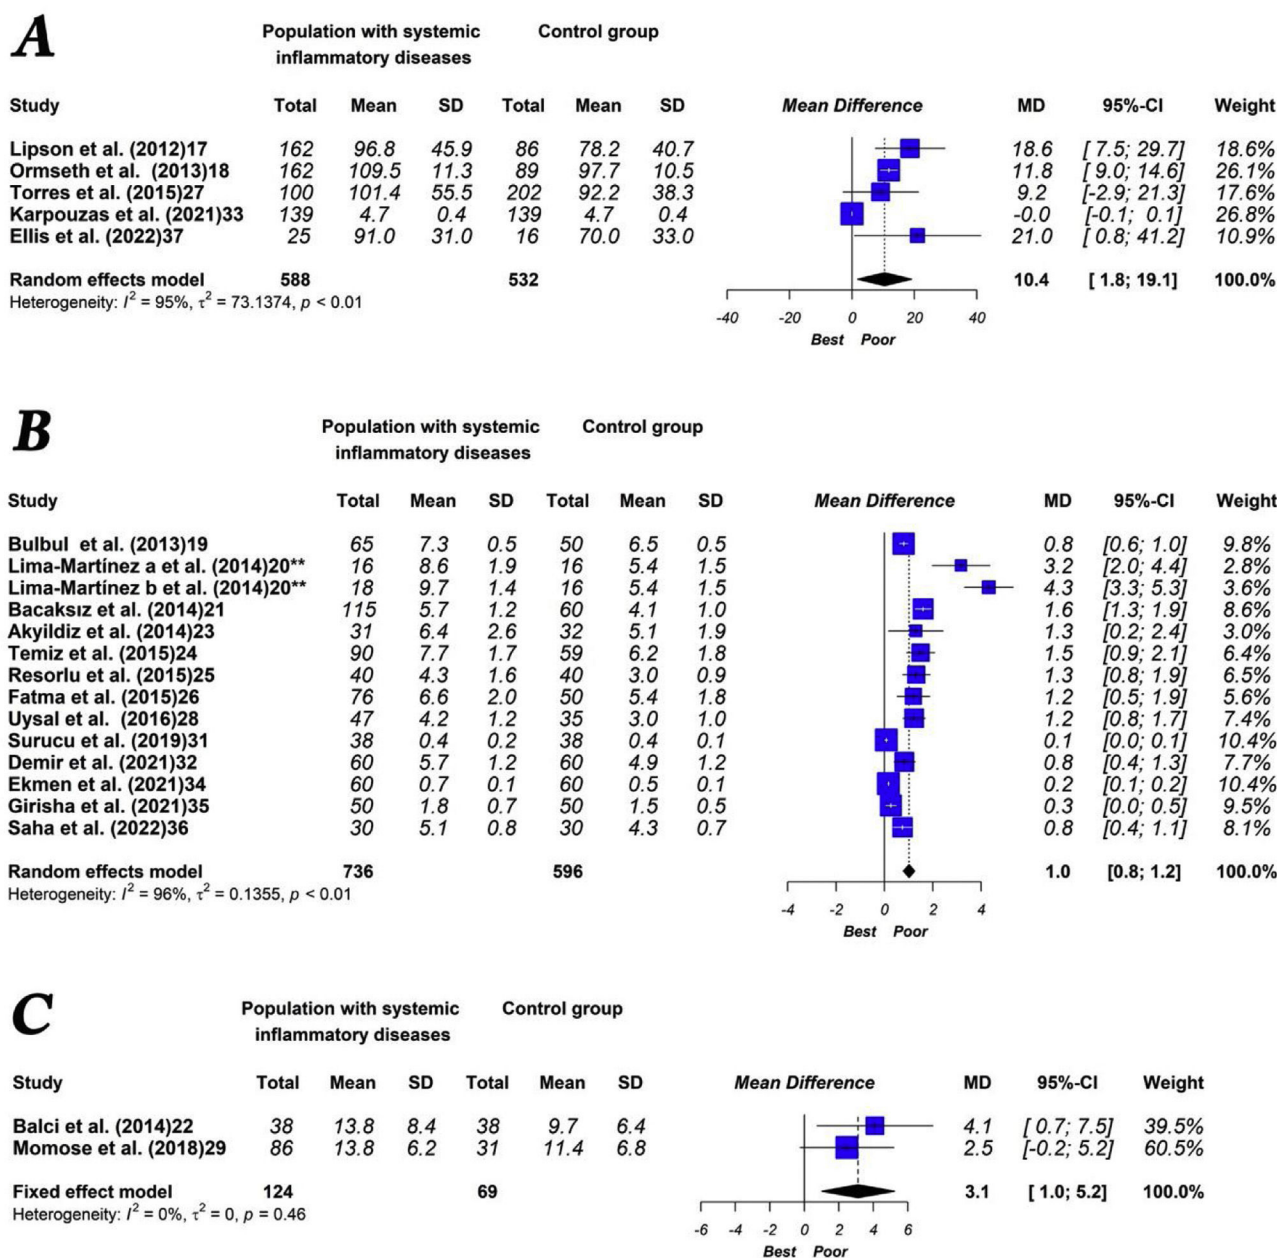 A
Population with systemic Control group
inflammatory diseases
Study Total Mean SD Total Mean SD Mean Difference MD 95%-CI Weight
Lipson et al. (2012)17 162 96.8 45.9 86 78.2 40.7 18.6 [ 7.5; 29.7] 18.6%
Ormseth et al. (2013)18 162 109.5 11.3 89 97.7 10.5 11.8 [ 9.0; 14.6] 26.1%
Torres et al. (2015)27 100 101.4 55.5 202 92.2 38.3 9.2 [-2.9; 21.3] 17.6%
Karpouzas et al. (2021)33 139 4.7 0.4 139 4.7 0.4 -0.0 [-0.1; 0.1] 26.8%
Ellis et al. (2022)37 25 91.0 31.0 16 70.0 33.0 21.0 [ 0.8; 41.2] 10.9%
Random effects model 588 532 10.4 [ 1.8; 19.1] 100.0%
Heterogeneity: I² = 95%, τ² = 73.1374, p < 0.01
-40 -20 0 20 40
Best Poor
B
Population with systemic Control group
inflammatory diseases
Study Total Mean SD Total Mean SD Mean Difference MD 95%-CI Weight
Bulbul et al. (2013)19 65 7.3 0.5 50 6.5 0.5 0.8 [0.6; 1.0] 9.8%
Lima-Martínez a et al. (2014)20** 16 8.6 1.9 16 5.4 1.5 3.2 [2.0; 4.4] 2.8%
Lima-Martínez b et al. (2014)20** 18 9.7 1.4 16 5.4 1.5 4.3 [3.3; 5.3] 3.6%
Bacaksız et al. (2014)21 115 5.7 1.2 60 4.1 1.0 1.6 [1.3; 1.9] 8.6%
Akyildiz et al. (2014)23 31 6.4 2.6 32 5.1 1.9 1.3 [0.2; 2.4] 3.0%
Temiz et al. (2015)24 90 7.7 1.7 59 6.2 1.8 1.5 [0.9; 2.1] 6.4%
Resorlu et al. (2015)25 40 4.3 1.6 40 3.0 0.9 1.3 [0.8; 1.9] 6.5%
Fatma et al. (2015)26 76 6.6 2.0 50 5.4 1.8 1.2 [0.5; 1.9] 5.6%
Uysal et al. (2016)28 47 4.2 1.2 35 3.0 1.0 1.2 [0.8; 1.7] 7.4%
Surucu et al. (2019)31 38 0.4 0.2 38 0.4 0.1 0.1 [0.0; 0.1] 10.4%
Demir et al. (2021)32 60 5.7 1.2 60 4.9 1.2 0.8 [0.4; 1.3] 7.7%
Ekmen et al. (2021)34 60 0.7 0.1 60 0.5 0.1 0.2 [0.1; 0.2] 10.4%
Girisha et al. (2021)35 50 1.8 0.7 50 1.5 0.5 0.3 [0.0; 0.5] 9.5%
Saha et al. (2022)36 30 5.1 0.8 30 4.3 0.7 0.8 [0.4; 1.1] 8.1%
Random effects model 736 596 1.0 [0.8; 1.2] 100.0%
Heterogeneity: I² = 96%, τ² = 0.1355, p < 0.01
-4 -2 0 2 4
Best Poor
C
Population with systemic Control group
inflammatory diseases
Study Total Mean SD Total Mean SD Mean Difference MD 95%-CI Weight
Balci et al. (2014)22 38 13.8 8.4 38 9.7 6.4 4.1 [ 0.7; 7.5] 39.5%
Momose et al. (2018)29 86 13.8 6.2 31 11.4 6.8 2.5 [-0.2; 5.2] 60.5%
Fixed effect model 124 69 3.1 [ 1.0; 5.2] 100.0%
Heterogeneity: I² = 0%, τ² = 0, p = 0.46
-6 -4 -2 0 2 4 6
Best Poor